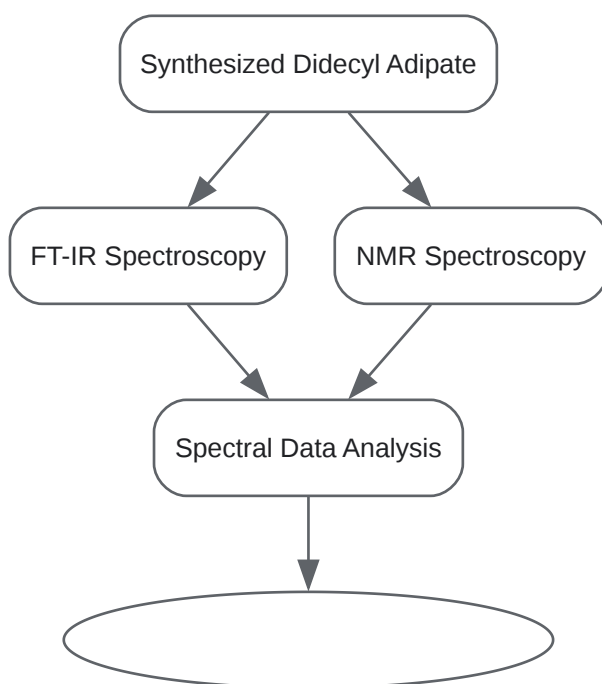 Synthesized Didecyl Adipate
FT-IR Spectroscopy
NMR Spectroscopy
Spectral Data Analysis